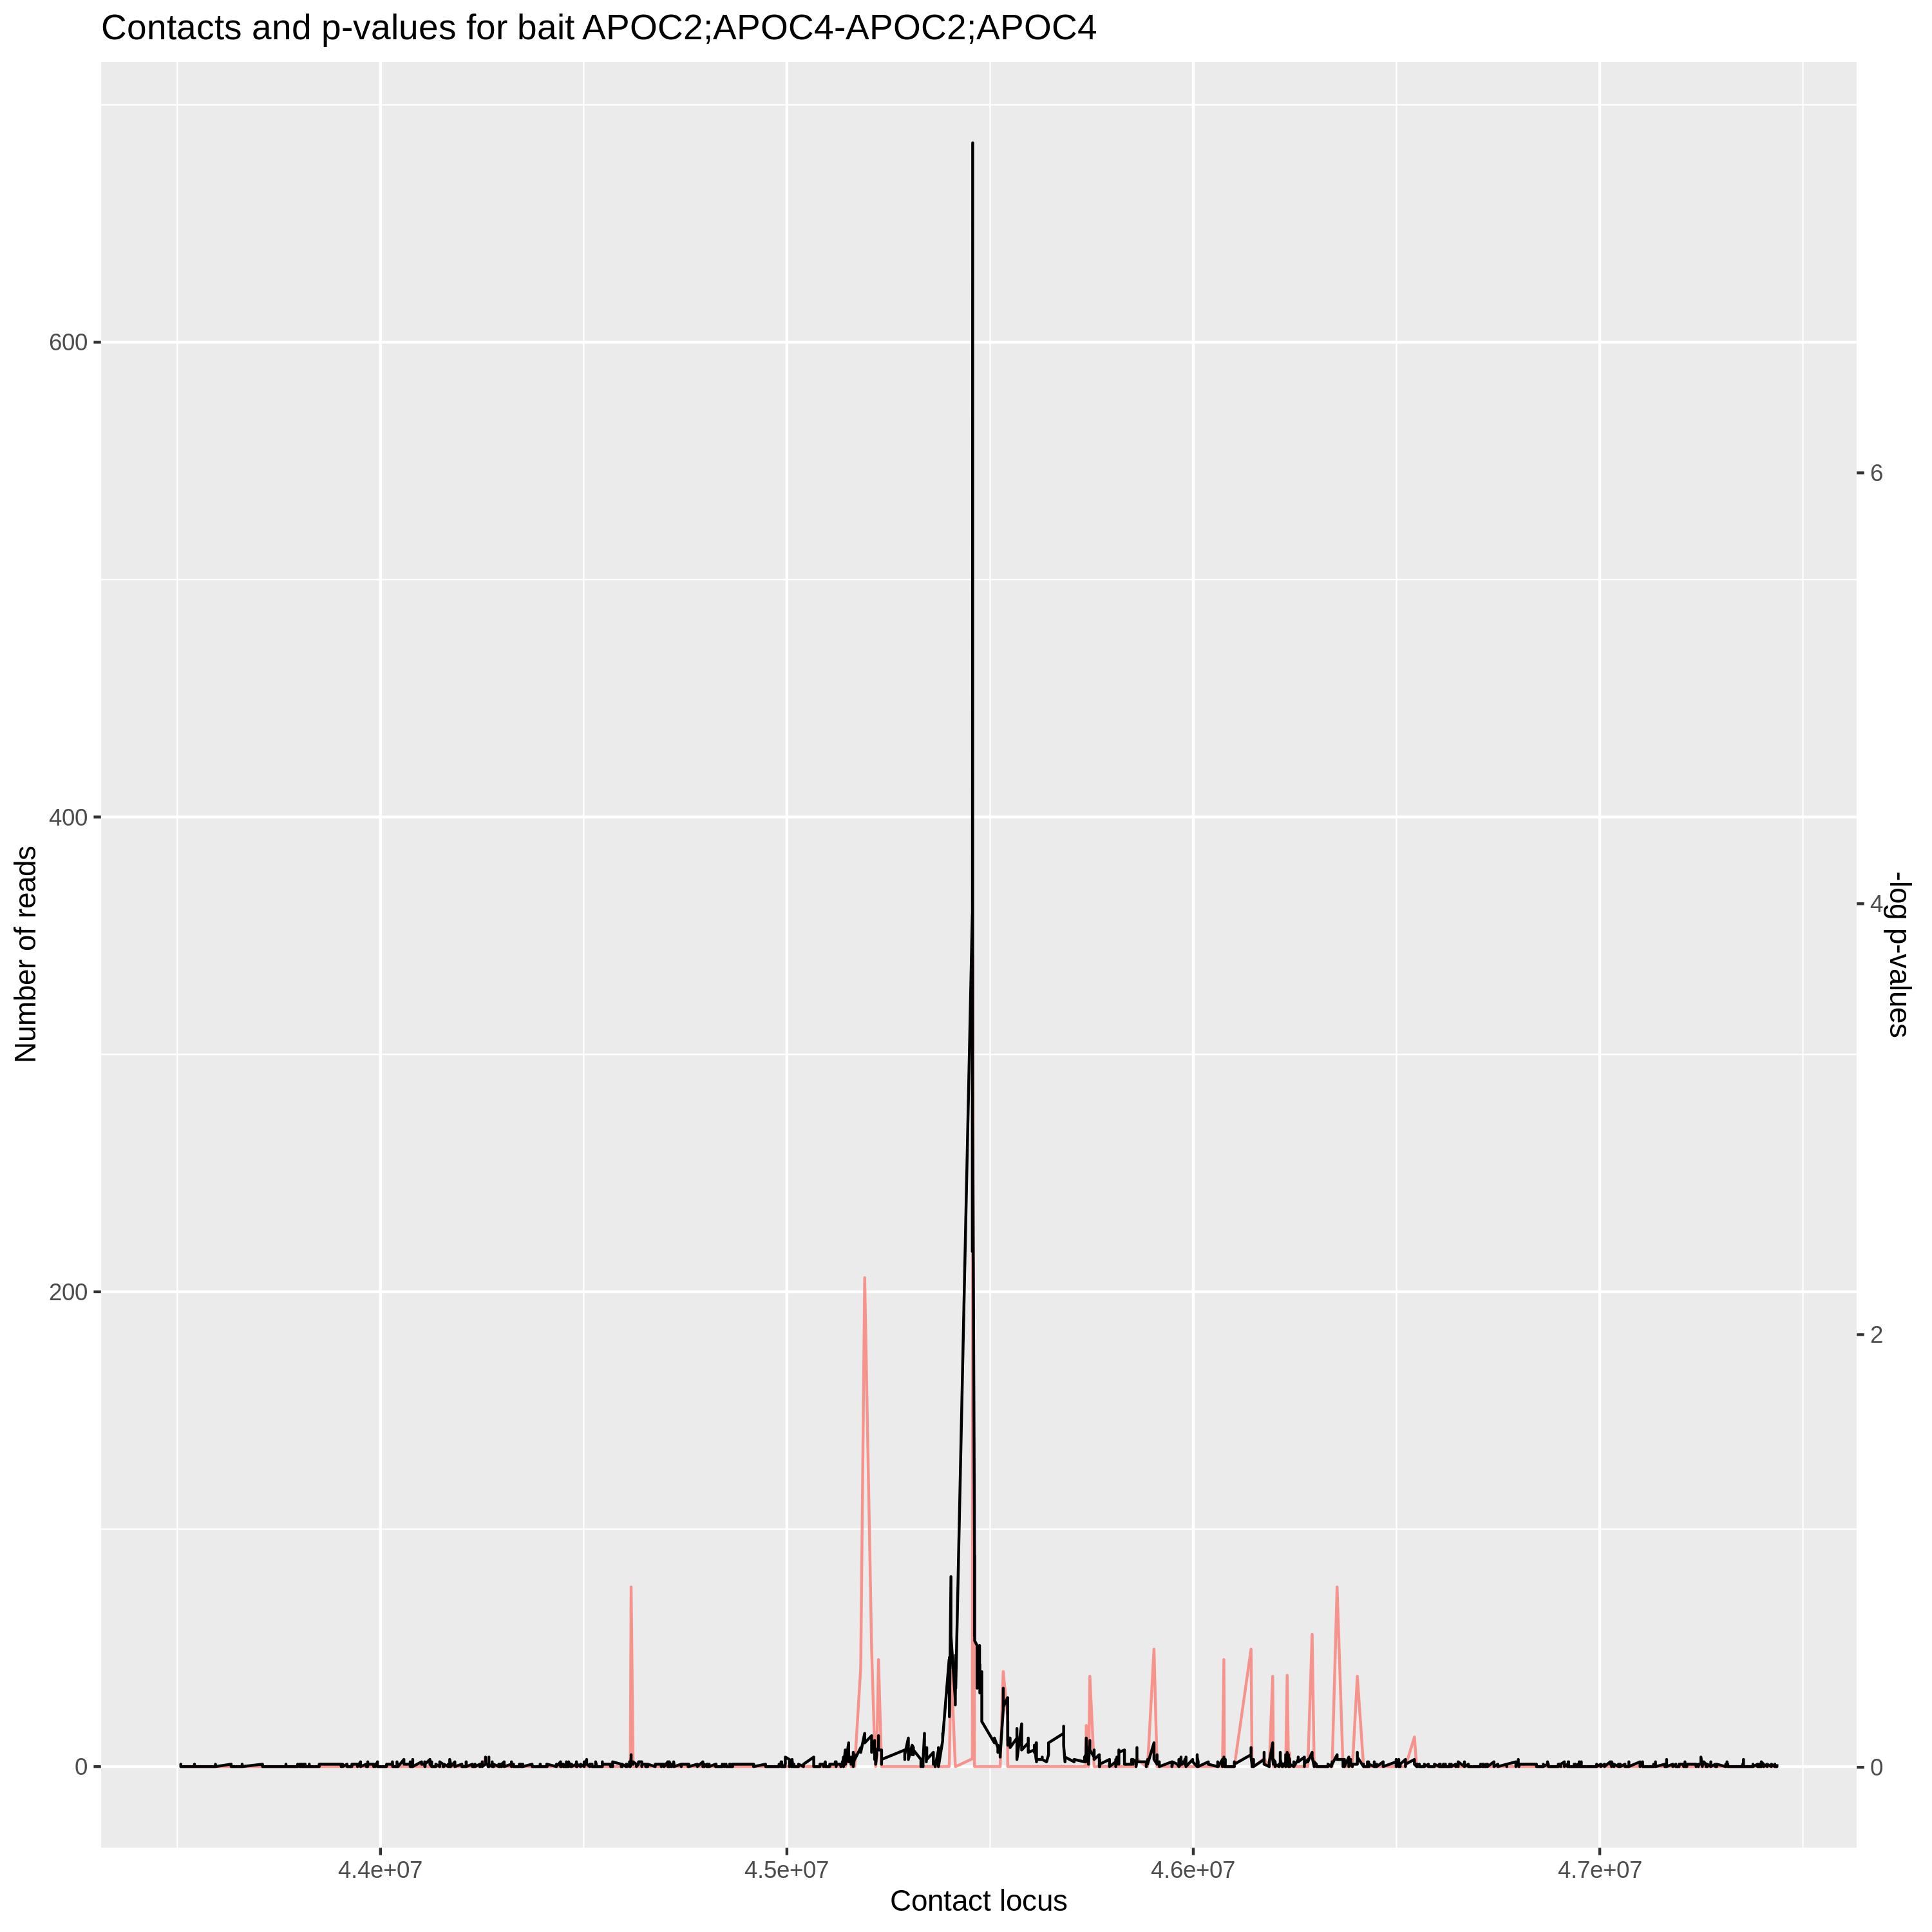 Contacts and p-values for bait APOC2;APOC4-APOC2;APOC4
Number of reads
600
400
200
0
6
4
2
0
-log p-values
4.4e+07
4.5e+07
4.6e+07
4.7e+07
Contact locus